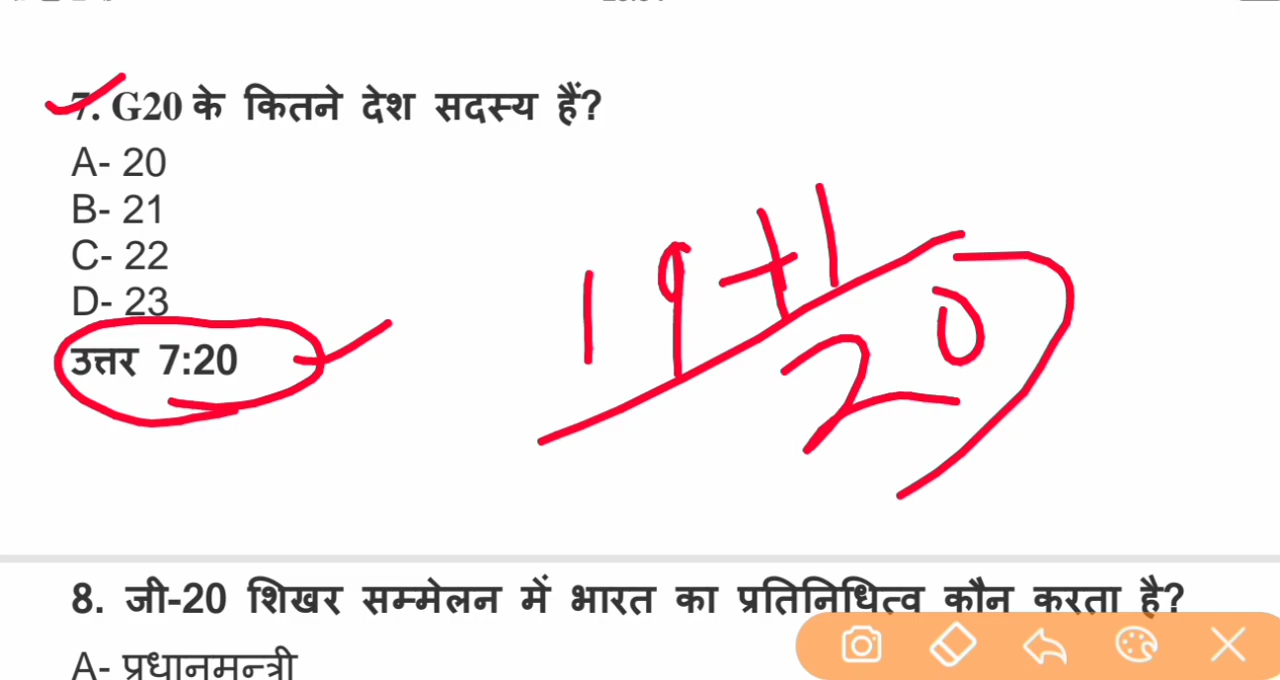 7. G20 के कितने देश सदस्य हैं?
A- 20
B- 21
C- 22
D- 23
उत्तर 7:20
19+1
20
8. जी-20 शिखर सम्मेलन में भारत का प्रतिनिधित्व कौन करता है?
A- प्रधानमन्त्री